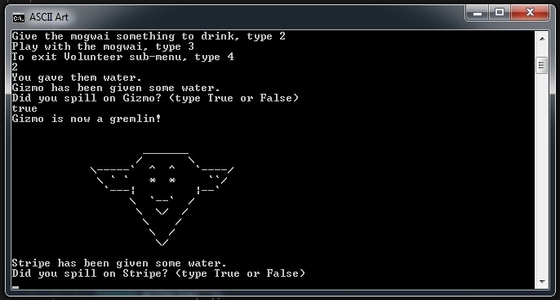 ASCII Art
Give the mogwai something to drink, type 2
Play with the mogwai, type 3
To exit Volunteer sub-menu, type 4
2
You gave them water.
Gizmo has been given some water.
Did you spill on Gizmo? (type True or False)
true
Gizmo is now a gremlin!
Stripe has been given some water.
Did you spill on Stripe? (type True or False)